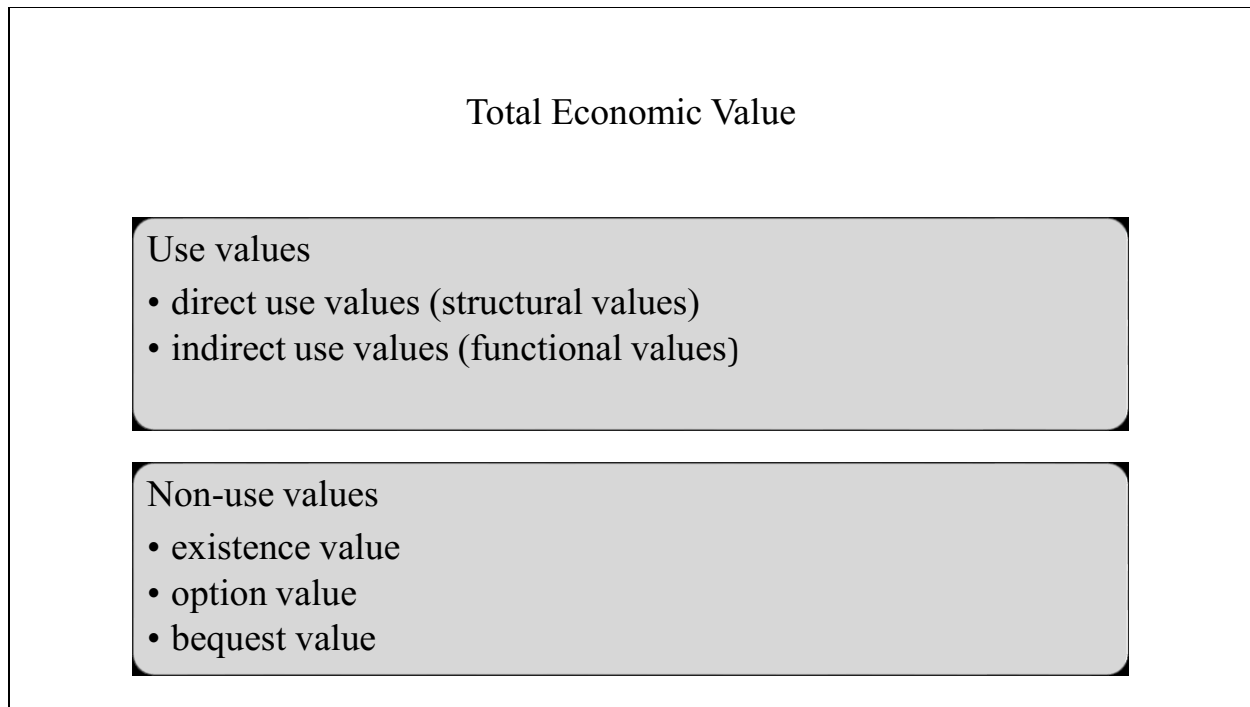 Total Economic Value
Use values
• direct use values (structural values)
• indirect use values (functional values)
Non-use values
• existence value
• option value
• bequest value